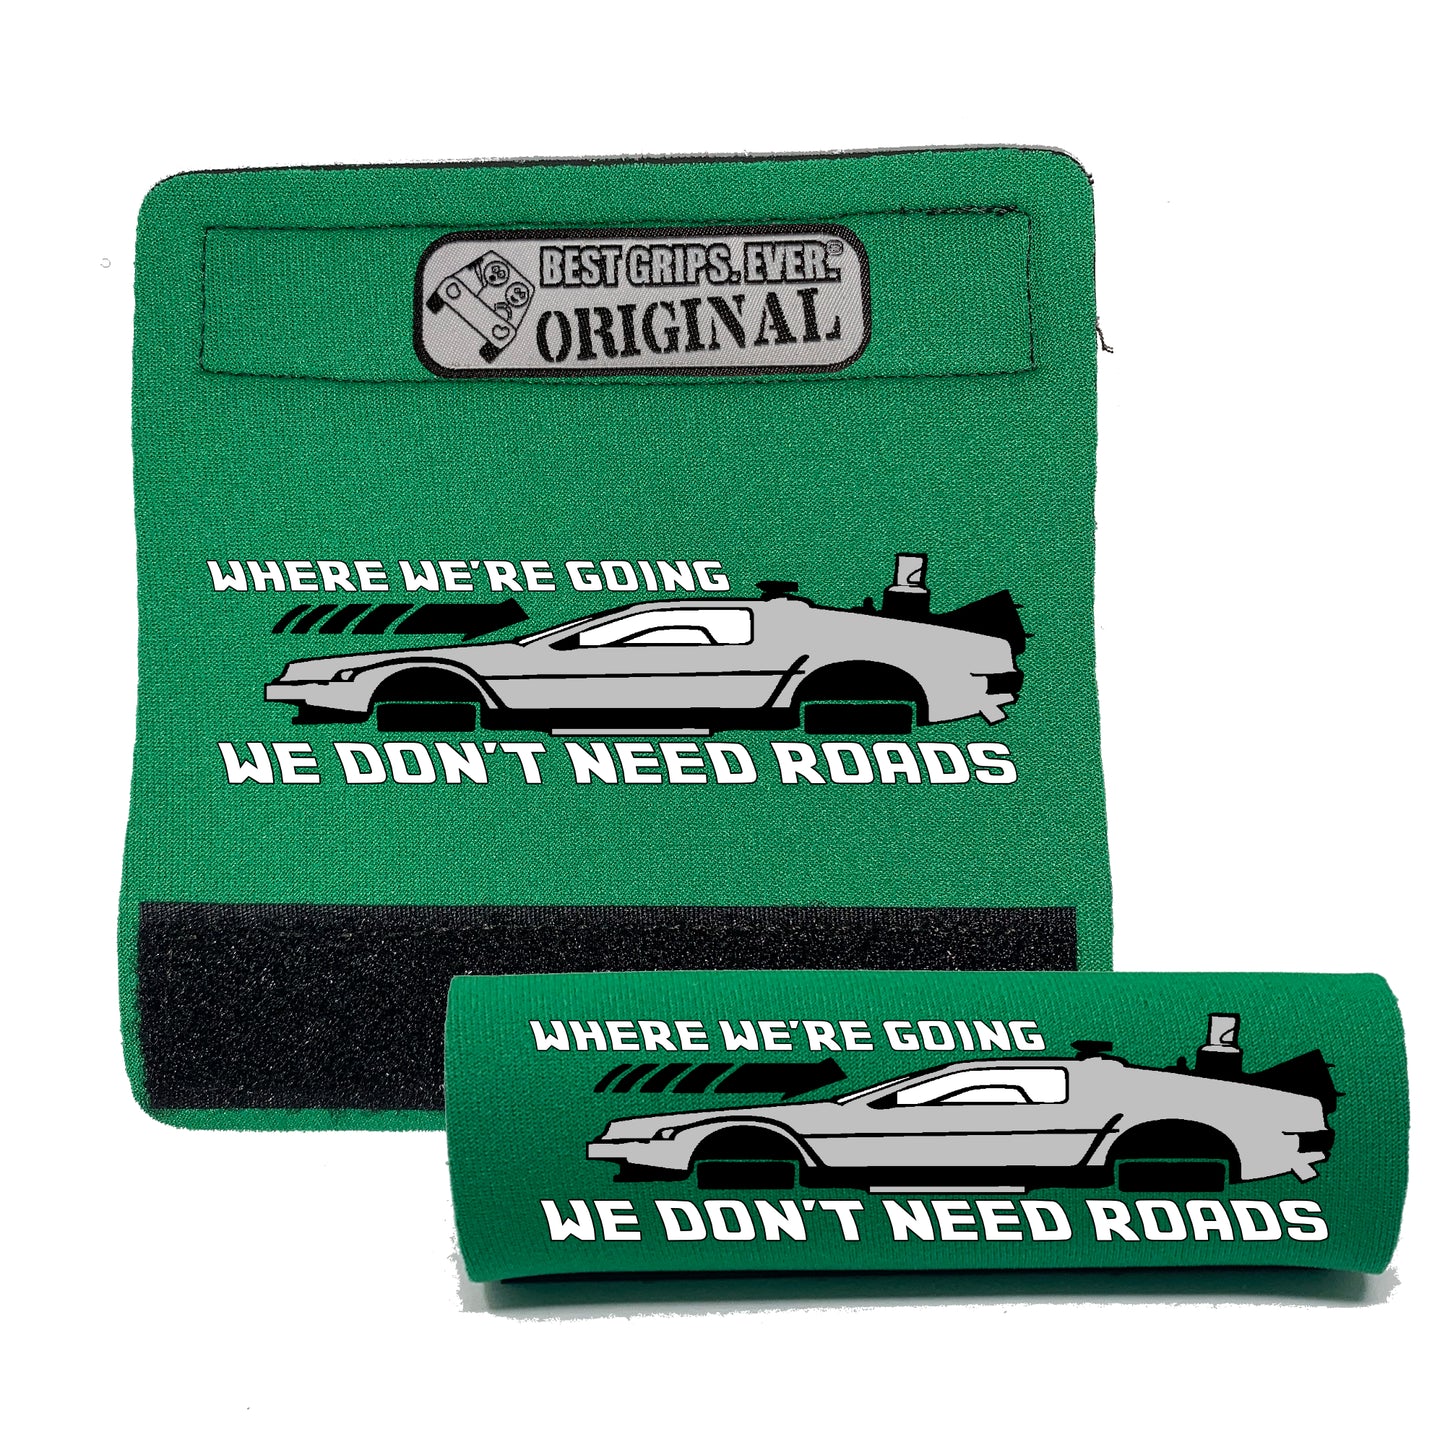 BEST GRIPS. EVER.®
ORIGINAL
WHERE WE'RE GOING
WE DON'T NEED ROADS
WHERE WE'RE GOING
WE DON'T NEED ROADS